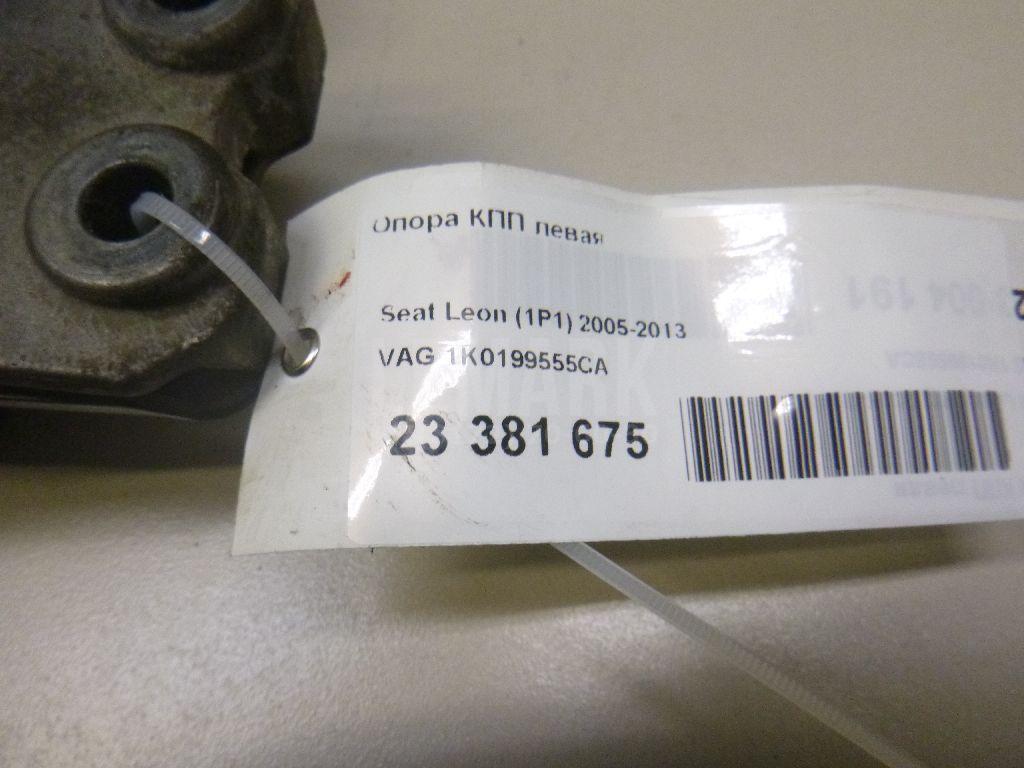 Опора КПП левая
Seat Leon (1P1) 2005-2013
VAG 1K0199555CA
23 381 675